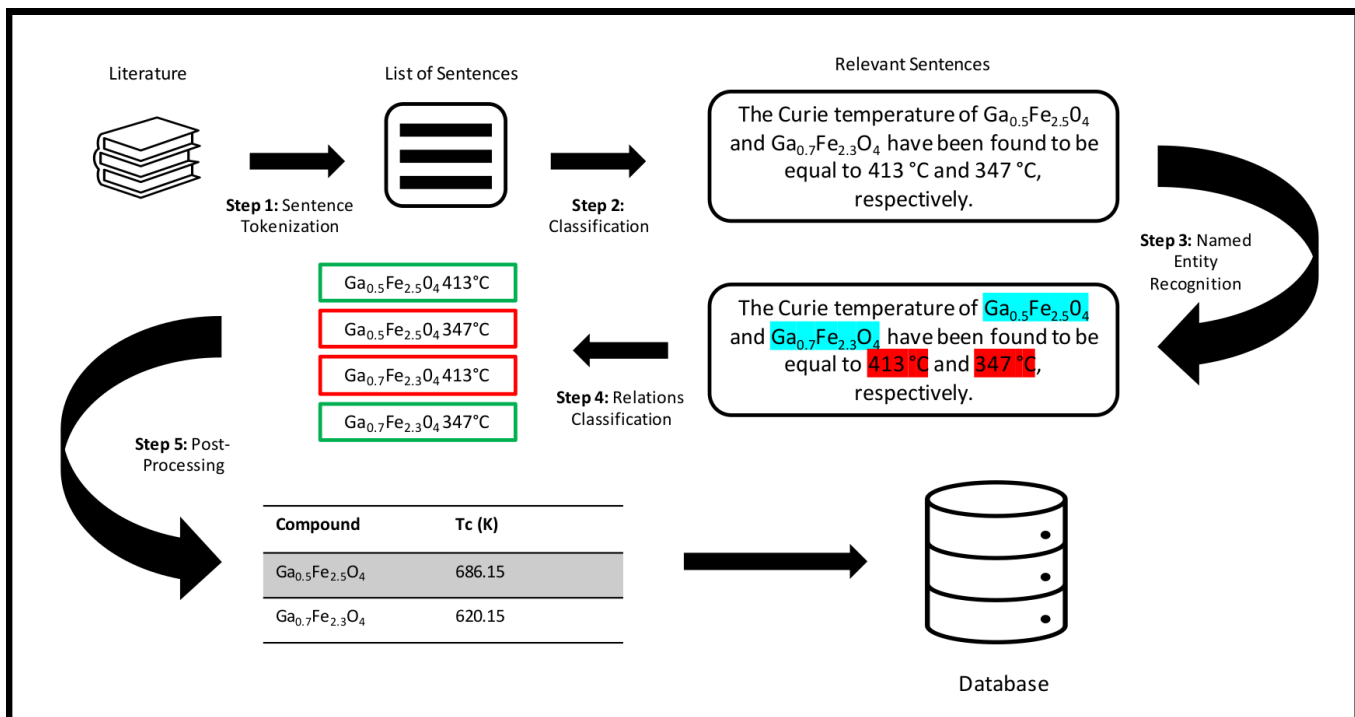 Literature
List of Sentences
Relevant Sentences
Step 1: Sentence
Tokenization
Step 2:
Classification
The Curie temperature of Ga0.5Fe2.5O4
and Ga0.7Fe2.3O4 have been found to be
equal to 413 °C and 347 °C,
respectively.
Step 3: Named
Entity
Recognition
The Curie temperature of Ga0.5Fe2.5O4
and Ga0.7Fe2.3O4 have been found to be
equal to 413 °C and 347 °C,
respectively.
Step 4: Relations
Classification
Ga0.5Fe2.5O4 413°C
Ga0.5Fe2.5O4 347°C
Ga0.7Fe2.3O4 413°C
Ga0.7Fe2.3O4 347°C
Step 5: Post-
Processing
Compound Tc (K)
Ga0.5Fe2.5O4 686.15
Ga0.7Fe2.3O4 620.15
Database